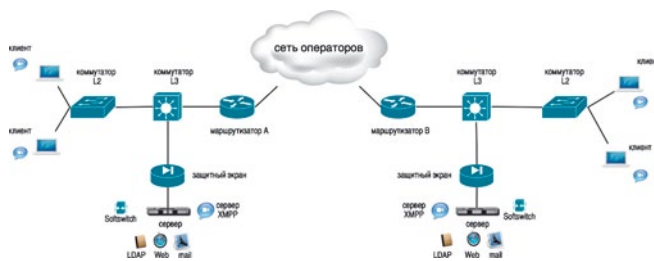 сеть операторов
клиент
коммутатор
L2
коммутатор
L3
клиент
маршрутизатор A
защитный экран
Softswitch
сервер
сервер
XMPP
LDAP
Web
mail
коммутатор
L3
коммутатор
L2
клиен
маршрутизатор B
клиент
защитный экран
сервер
XMPP
Softswitch
сервер
LDAP
Web
mail